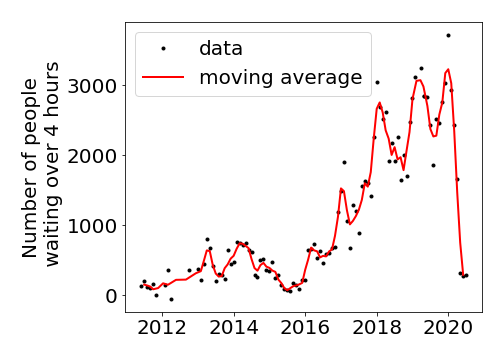 data
moving average
Number of people
waiting over 4 hours
3000
2000
1000
0
2012 2014 2016 2018 2020